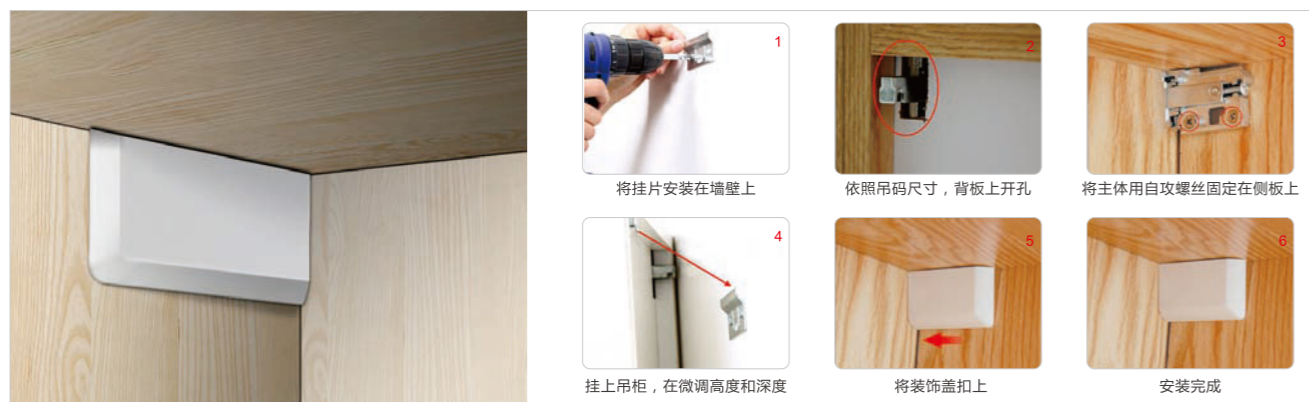 1
2
3
将挂片安装在墙壁上
依照吊码尺寸，背板上开孔
将主体用自攻螺丝固定在侧板上
4
5
6
挂上吊柜，在微调高度和深度
将装饰盖扣上
安装完成